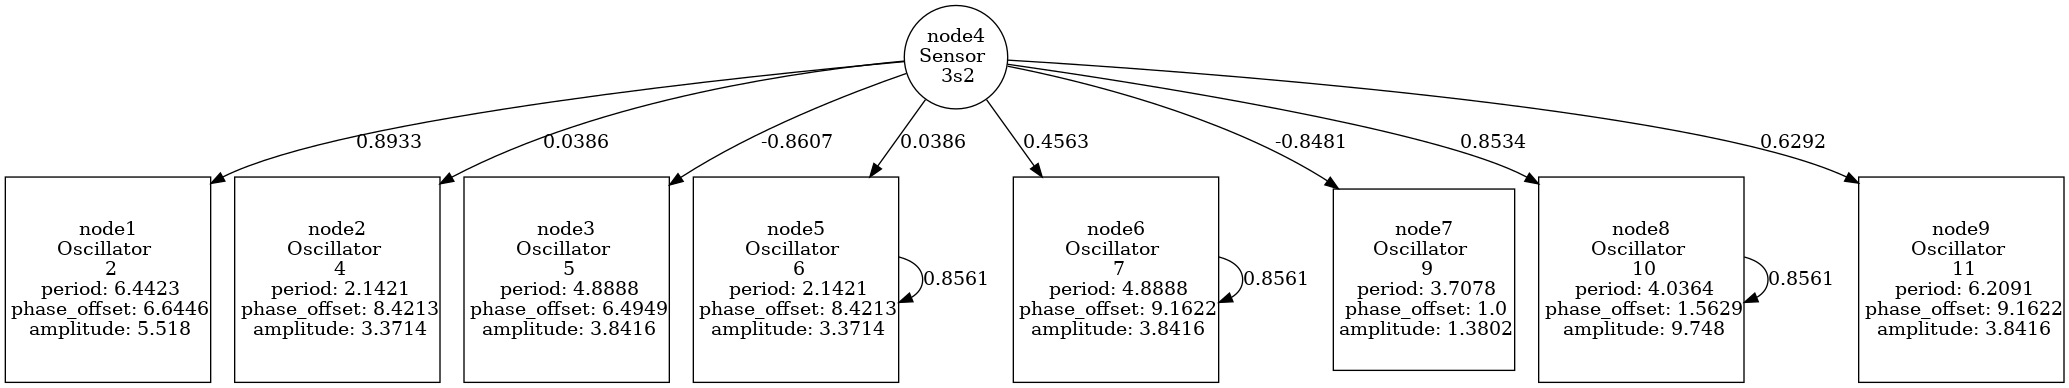 node4
Sensor
3s2
0.8933
0.0386
-0.8607
0.0386
0.4563
-0.8481
0.8534
0.6292
node1
Oscillator
2
period: 6.4423
phase_offset: 6.6446
amplitude: 5.518
node2
Oscillator
4
period: 2.1421
phase_offset: 8.4213
amplitude: 3.3714
node3
Oscillator
5
period: 4.8888
phase_offset: 6.4949
amplitude: 3.8416
node5
Oscillator
6
period: 2.1421
phase_offset: 8.4213
amplitude: 3.3714
0.8561
node6
Oscillator
7
period: 4.8888
phase_offset: 9.1622
amplitude: 3.8416
0.8561
node7
Oscillator
9
period: 3.7078
phase_offset: 1.0
amplitude: 1.3802
node8
Oscillator
10
period: 4.0364
phase_offset: 1.5629
amplitude: 9.748
0.8561
node9
Oscillator
11
period: 6.2091
phase_offset: 9.1622
amplitude: 3.8416